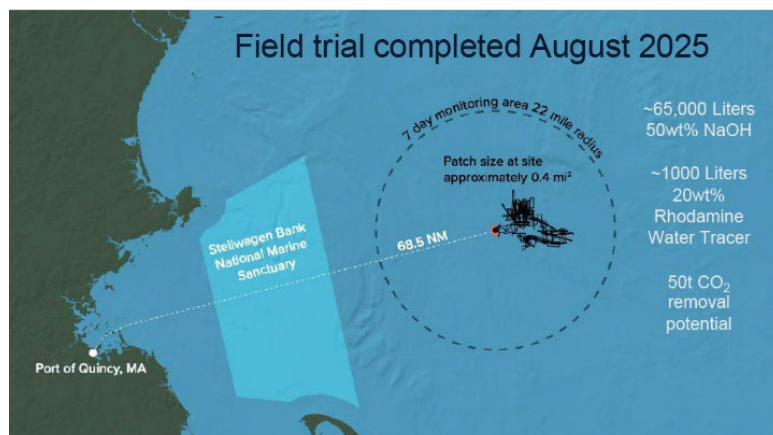 Field trial completed August 2025
7 day monitoring area 22 mile radius
Patch size at site
approximately 0.4 mi²
~65,000 Liters
50wt% NaOH
~1000 Liters
20wt%
Rhodamine
Water Tracer
50t CO₂
removal
potential
Stellwagen Bank
National Marine
Sanctuary
68.5 NM
Port of Quincy, MA